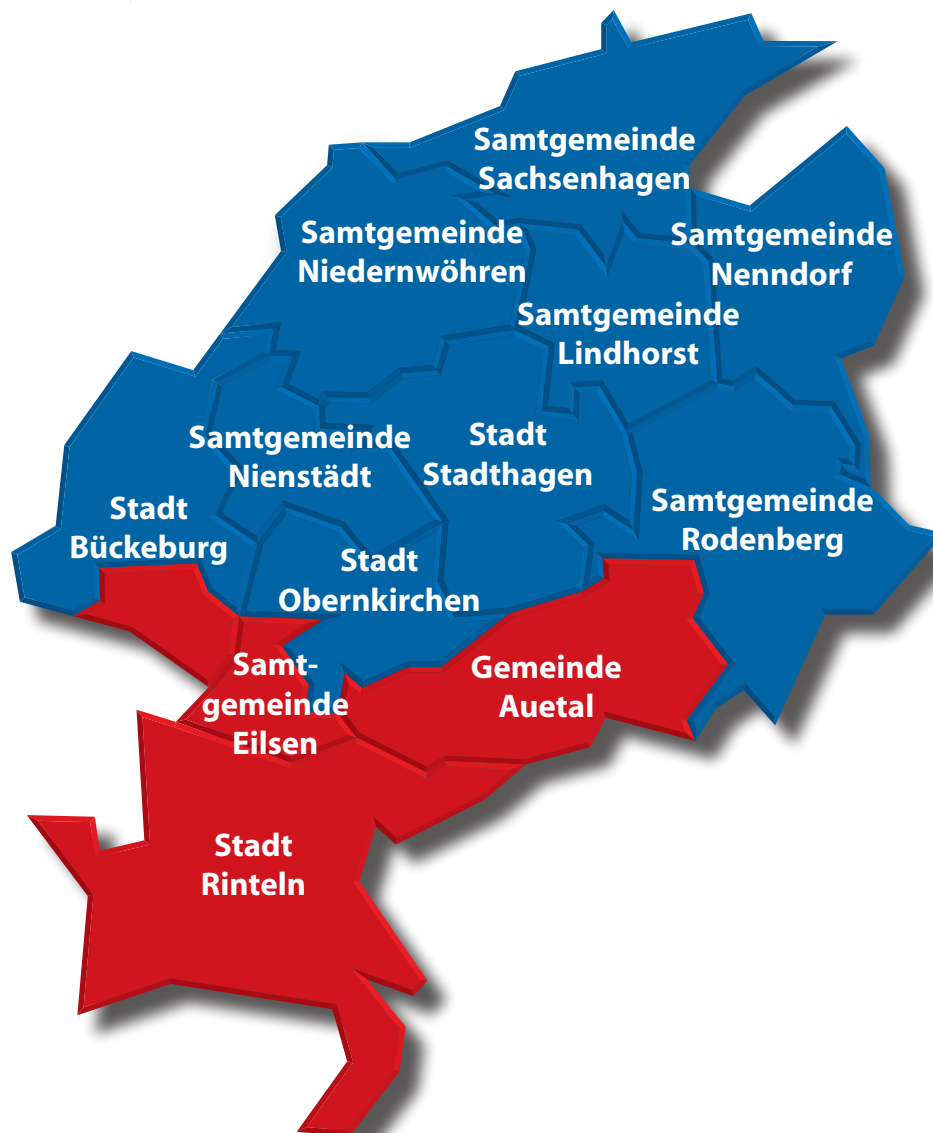 Samtgemeinde
Sachsenhagen
Samtgemeinde
Niedernwöhren
Samtgemeinde
Nenndorf
Samtgemeinde
Lindhorst
Samtgemeinde
Nienstädt
Stadt
Stadthagen
Stadt
Bückeburg
Samtgemeinde
Rodenberg
Stadt
Obernkirchen
Samt-
gemeinde
Eilsen
Gemeinde
Auetal
Stadt
Rinteln